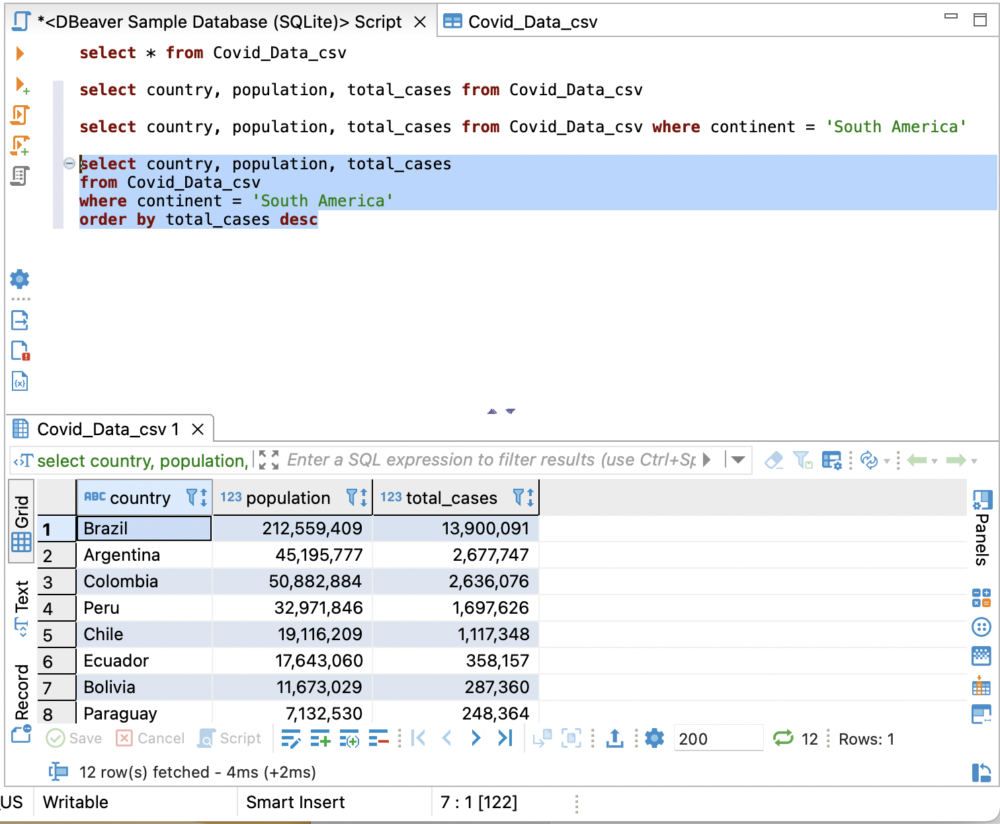 *<DBeaver Sample Database (SQLite)> Script
Covid_Data_csv
select * from Covid_Data_csv
select country, population, total_cases from Covid_Data_csv
select country, population, total_cases from Covid_Data_csv where continent = 'South America'
select country, population, total_cases
from Covid_Data_csv
where continent = 'South America'
order by total_cases desc
Covid_Data_csv 1
select country, population,
Enter a SQL expression to filter results (use Ctrl+Sp
Grid
Text
Record
Panels
ABC country 123 population 123 total_cases
1 Brazil 212,559,409 13,900,091
2 Argentina 45,195,777 2,677,747
3 Colombia 50,882,884 2,636,076
4 Peru 32,971,846 1,697,626
5 Chile 19,116,209 1,117,348
6 Ecuador 17,643,060 358,157
7 Bolivia 11,673,029 287,360
8 Paraguay 7,132,530 248,364
Save Cancel Script 200 12 Rows: 1
12 row(s) fetched - 4ms (+2ms)
US Writable Smart Insert 7 : 1 [122]